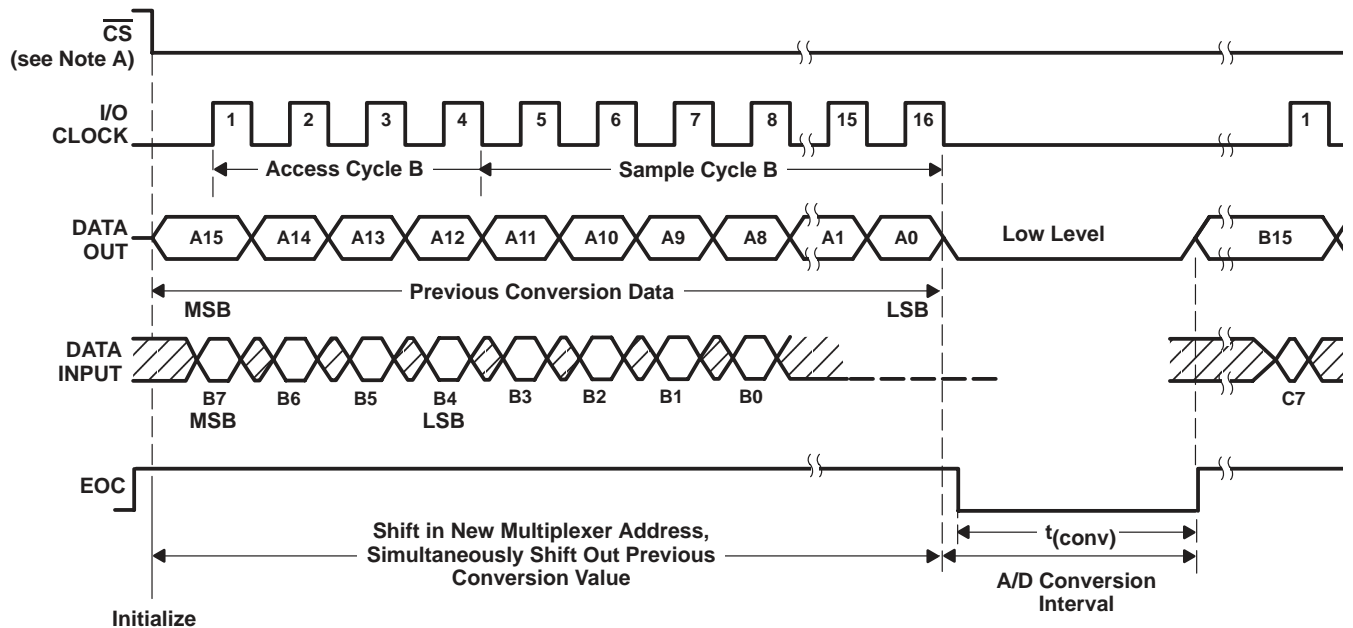 CS
(see Note A)
I/O
CLOCK
1 2 3 4 5 6 7 8 15 16 1
Access Cycle B Sample Cycle B
DATA
OUT
A15 A14 A13 A12 A11 A10 A9 A8 A1 A0 Low Level B15
Previous Conversion Data
MSB LSB
DATA
INPUT
B7 B6 B5 B4 B3 B2 B1 B0 C7
MSB LSB
EOC
Shift in New Multiplexer Address,
Simultaneously Shift Out Previous
Conversion Value
t(conv)
A/D Conversion
Interval
Initialize